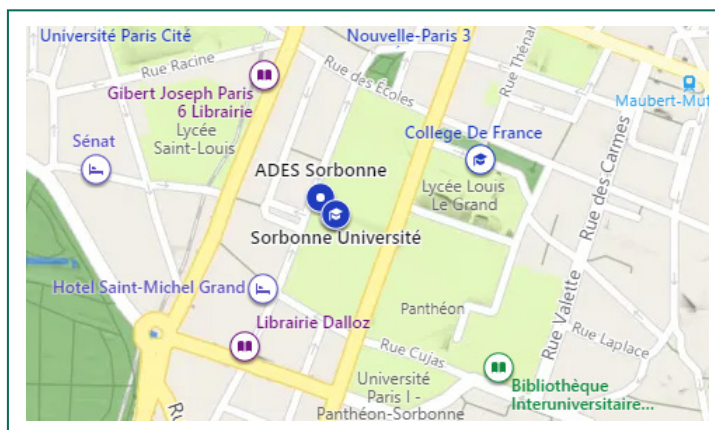 Université Paris Cité
Nouvelle-Paris 3
Rue Racine
Rue des Écoles
Rue Thénar
Gibert Joseph Paris
6 Librairie
Maubert-Mut
Lycée
Saint-Louis
Sénat
College De France
Rue des Carmes
ADES Sorbonne
Lycée Louis
Le Grand
Sorbonne Université
Hotel Saint-Michel Grand
Panthéon
Rue Valette
Librairie Dalloz
Rue Laplace
Rue Cujas
Université
Paris I -
Panthéon-Sorbonne
Bibliothèque
Interuniversitaire...